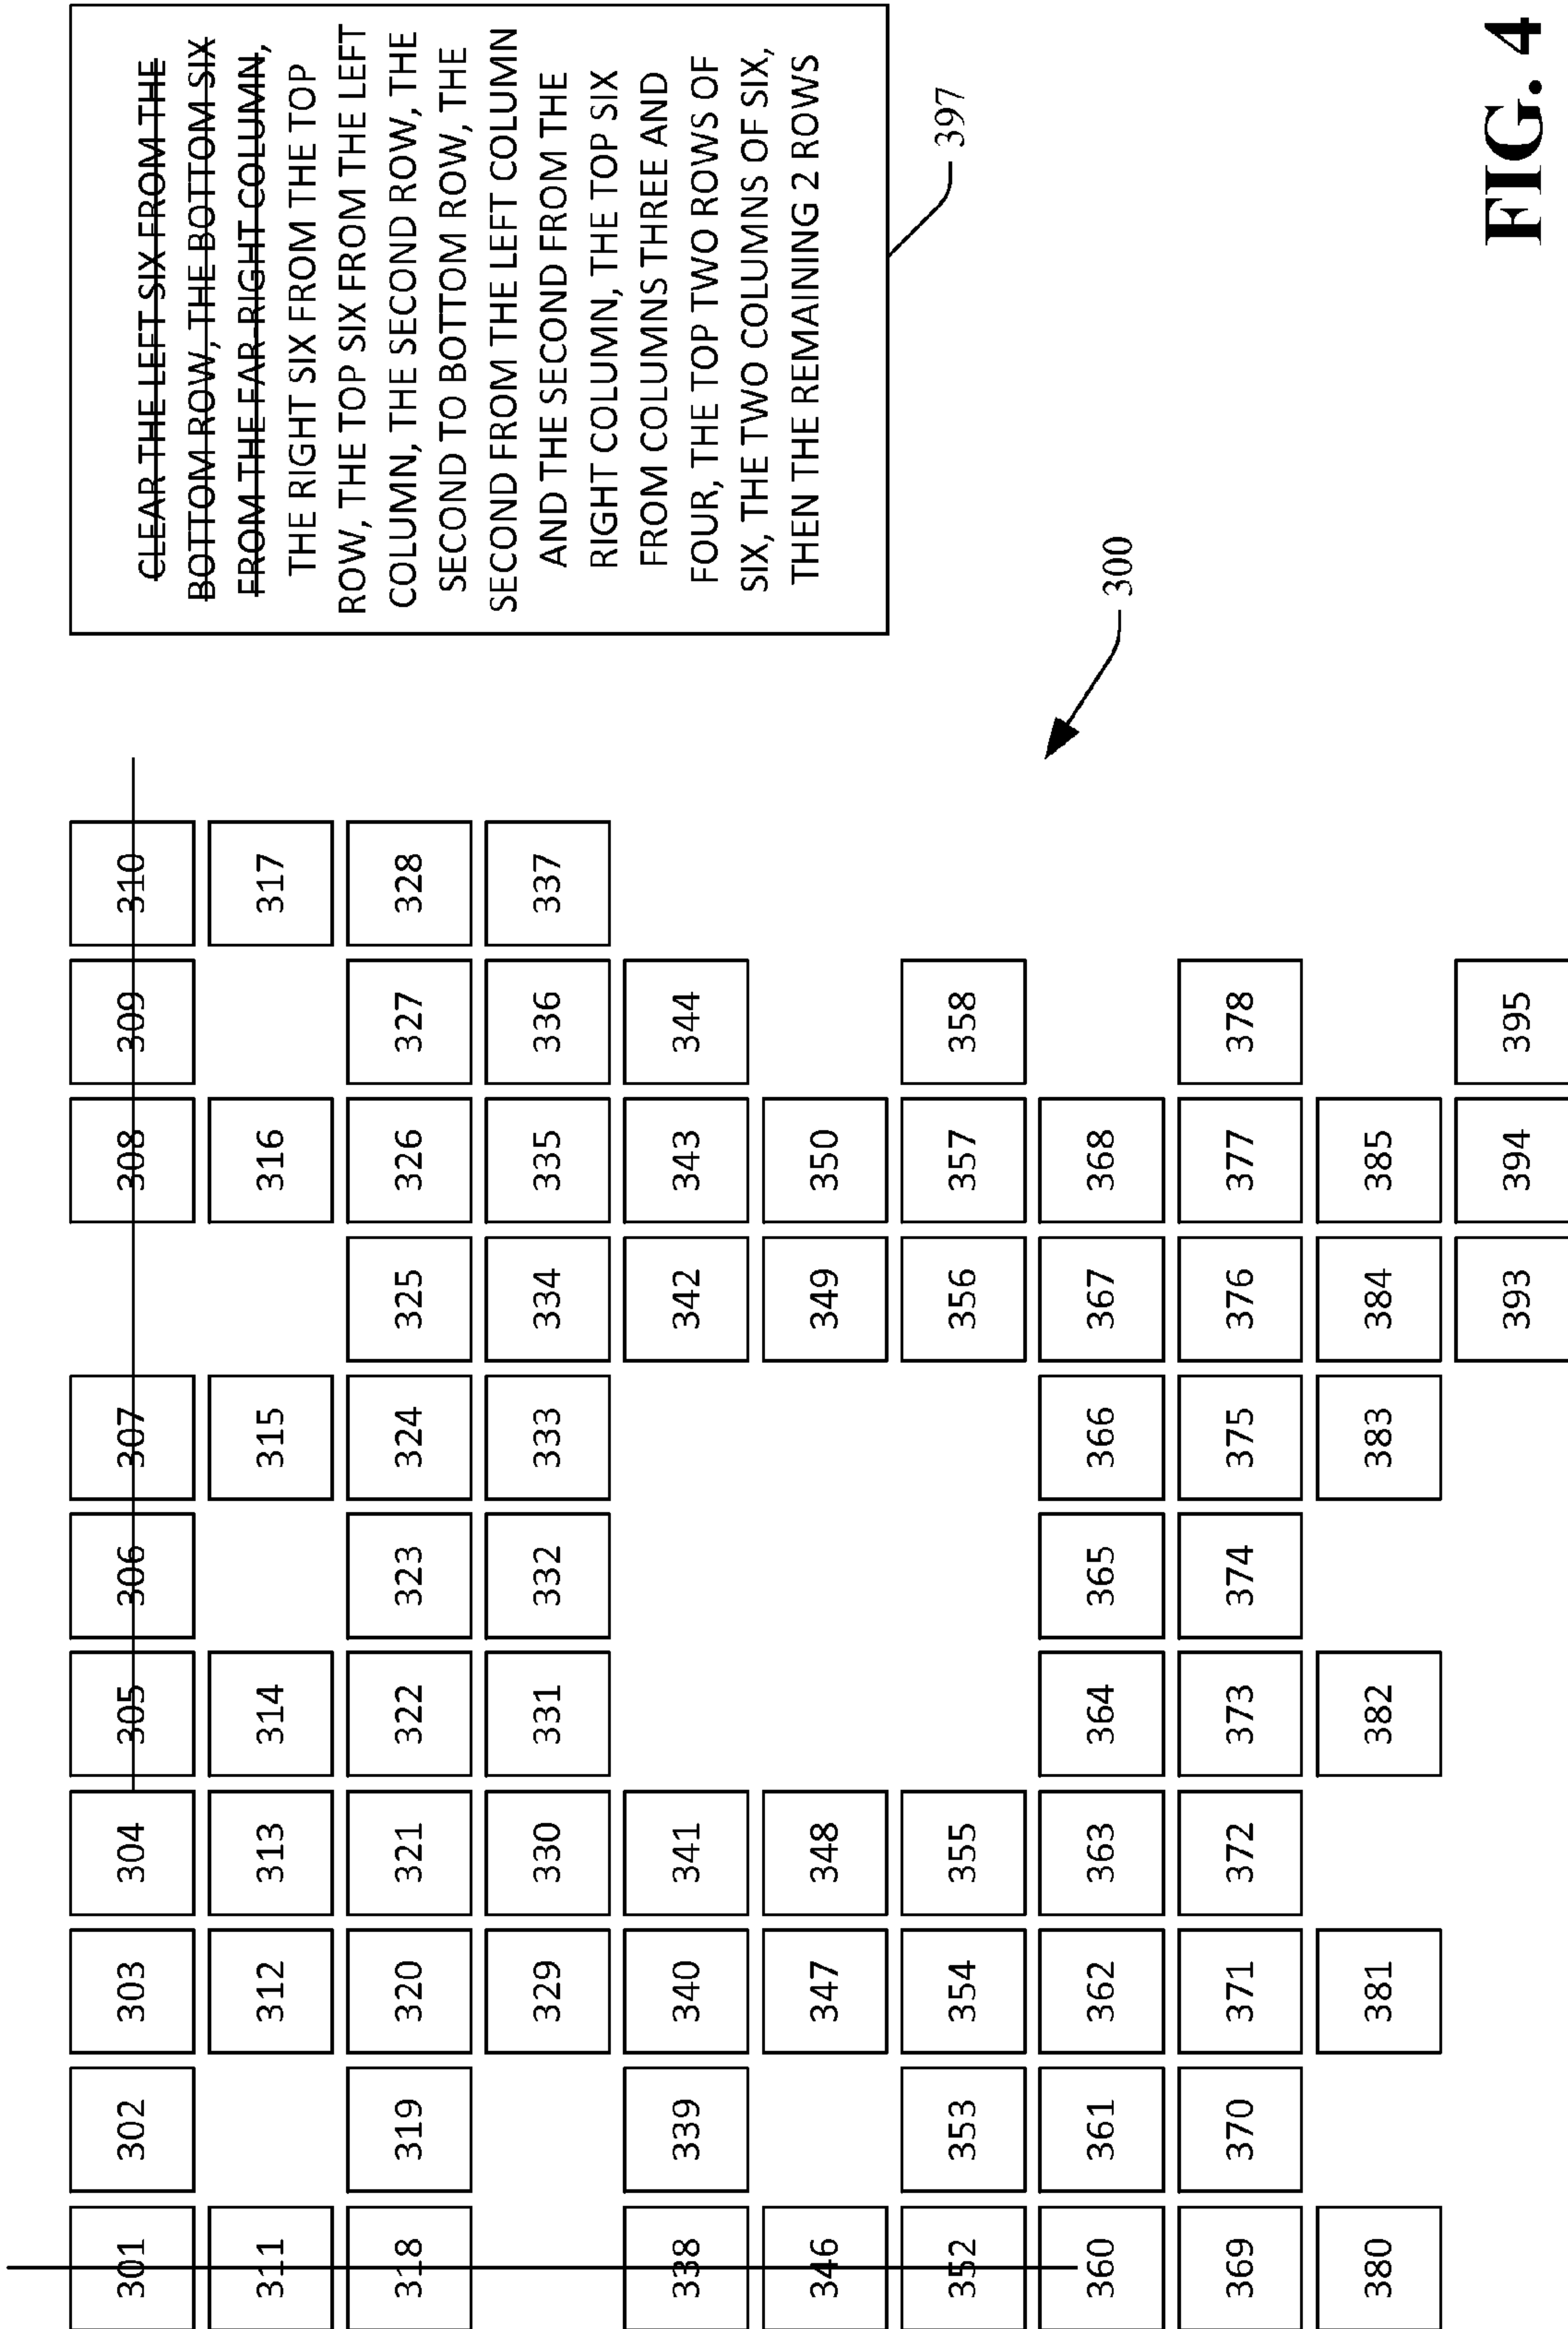 301 302 303 304 305 306 307 308 309 310
311 312 313 314 315 316 317
318 319 320 321 322 323 324 325 326 327 328
329 330 331 332 333 334 335 336 337
338 339 340 341 342 343 344
346 347 348 349 350
352 353 354 355 356 357 358
360 361 362 363 364 365 366 367 368
369 370 371 372 373 374 375 376 377 378
380 381 382 383 384 385
393 394 395
CLEAR THE LEFT SIX FROM THE
BOTTOM ROW, THE BOTTOM SIX
FROM THE FAR-RIGHT COLUMN,
THE RIGHT SIX FROM THE TOP
ROW, THE TOP SIX FROM THE LEFT
COLUMN, THE SECOND ROW, THE
SECOND TO BOTTOM ROW, THE
SECOND FROM THE LEFT COLUMN
AND THE SECOND FROM THE
RIGHT COLUMN, THE TOP SIX
FROM COLUMNS THREE AND
FOUR, THE TOP TWO ROWS OF
SIX, THE TWO COLUMNS OF SIX,
THEN THE REMAINING 2 ROWS
397
300
FIG. 4